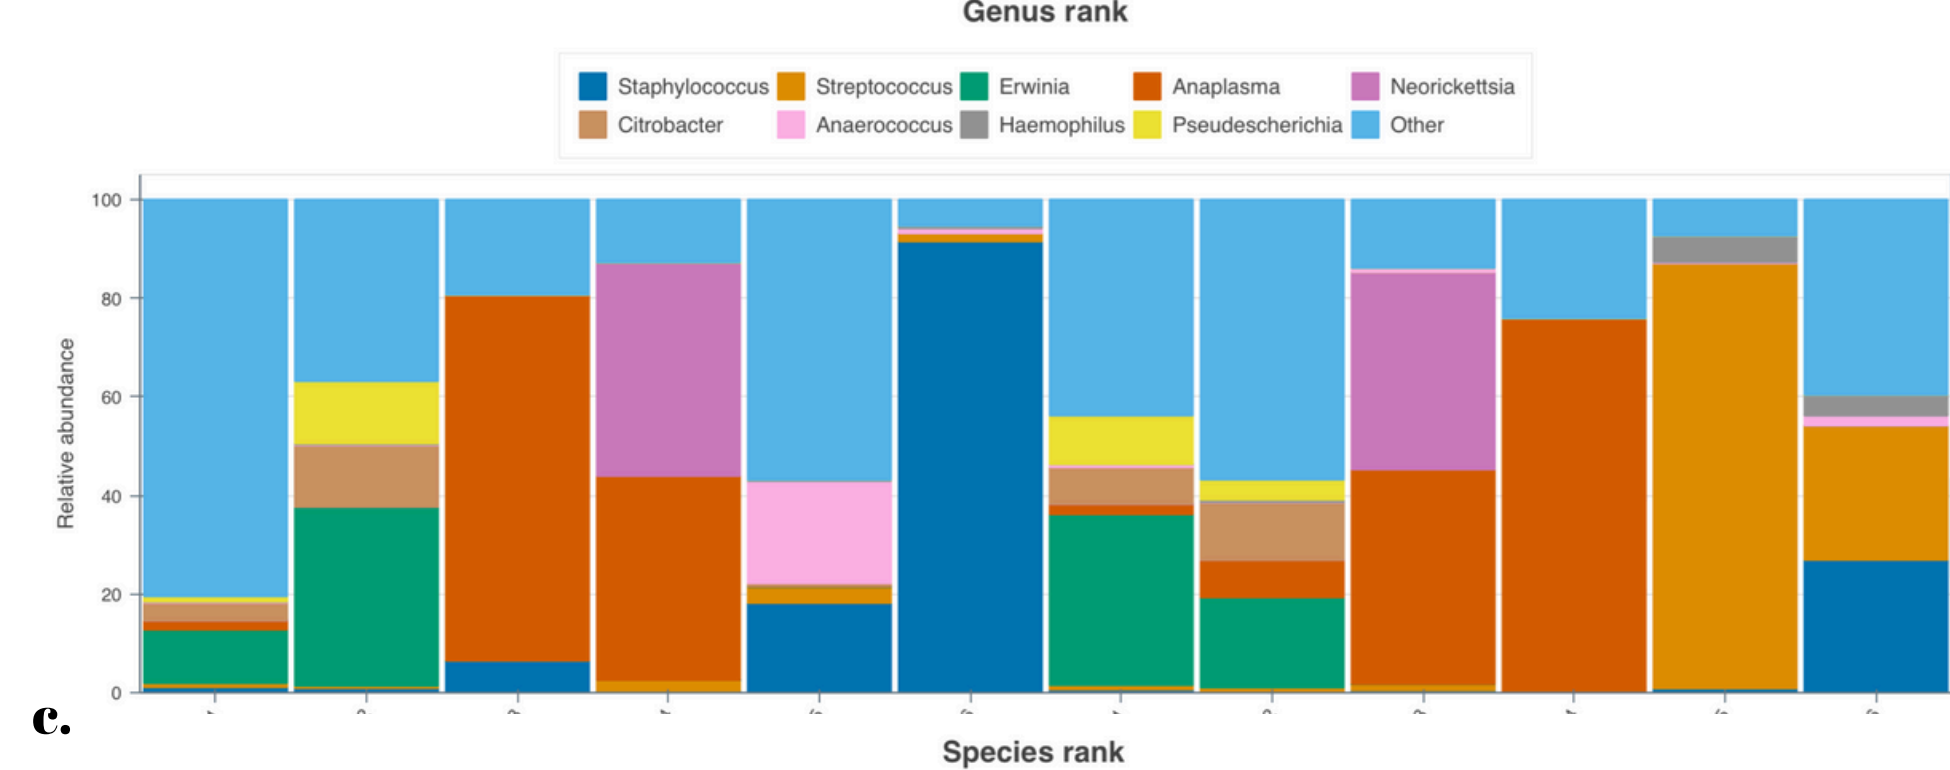 Genus rank
Staphylococcus Streptococcus Erwinia Anaplasma Neorickettsia
Citrobacter Anaerococcus Haemophilus Pseudescherichia Other
100
80
60
40
20
0
Relative abundance
c.
Species rank